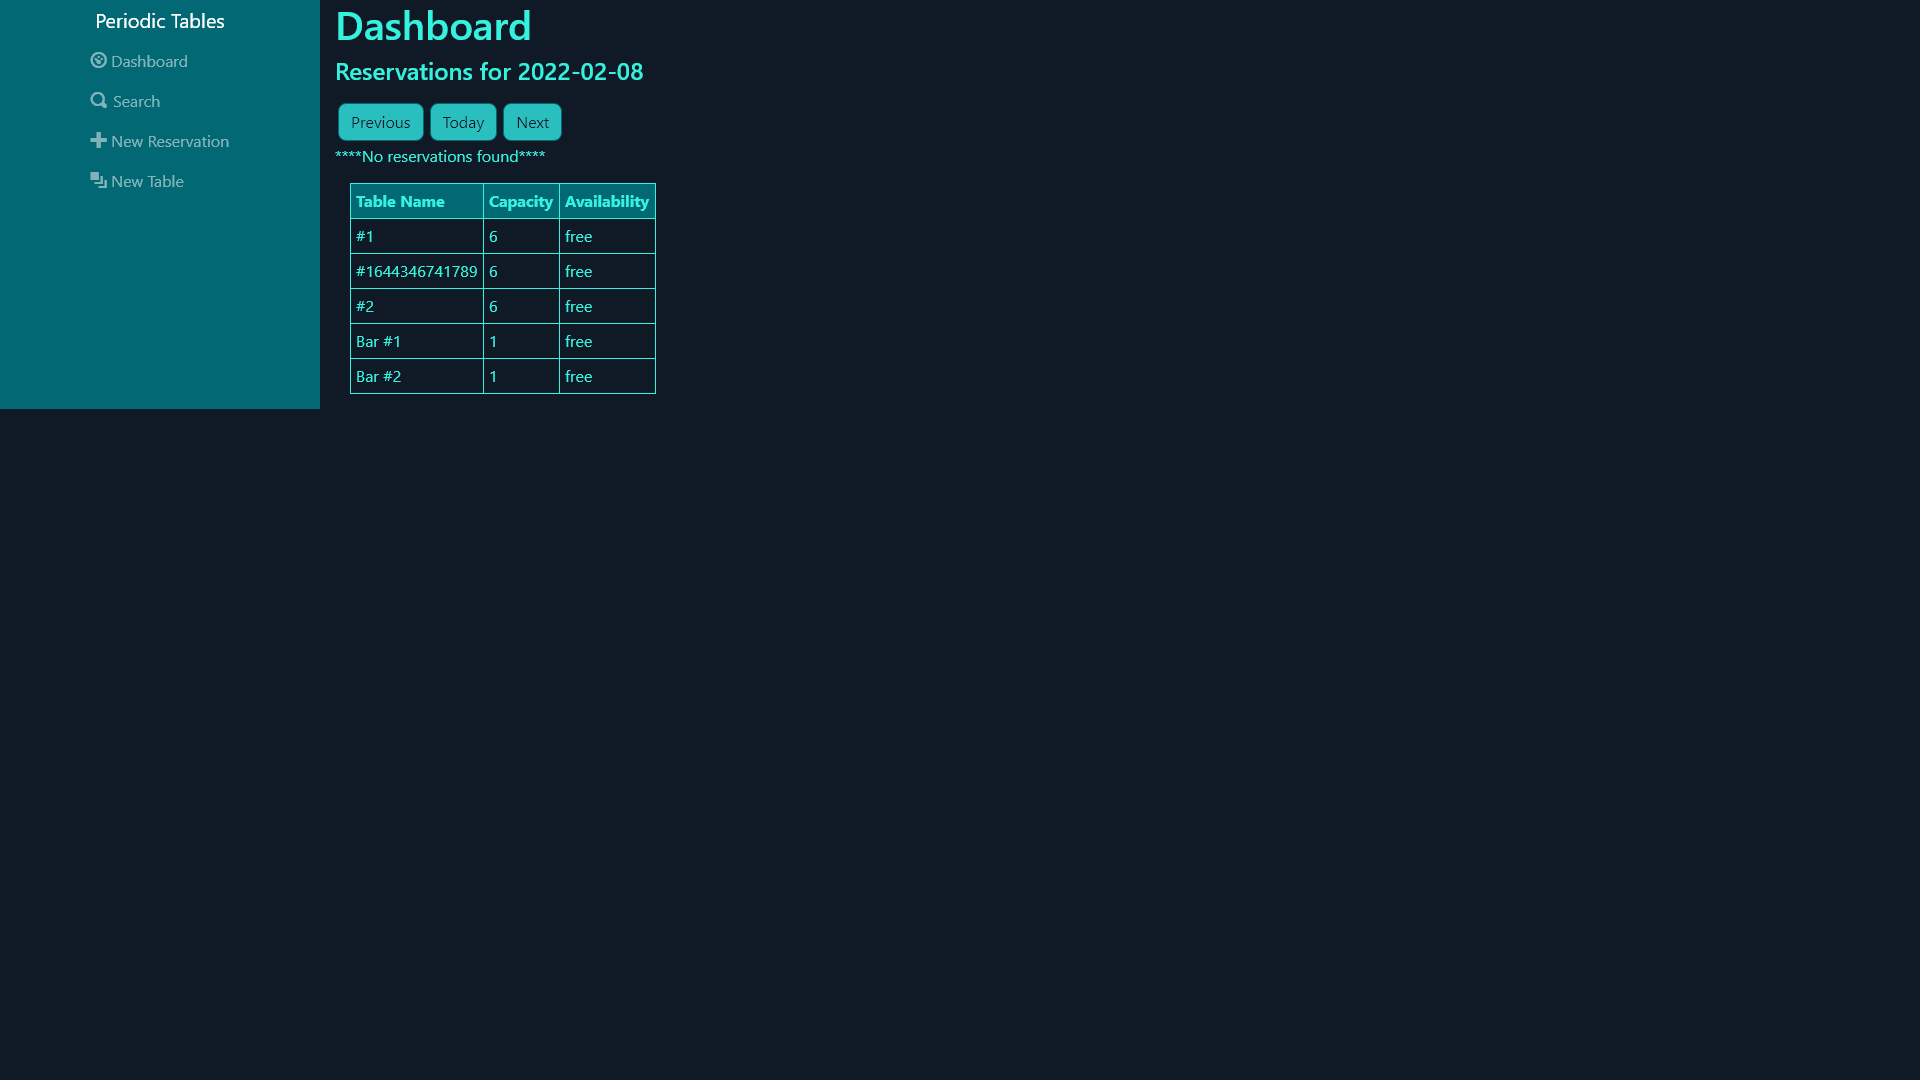 Periodic Tables
Dashboard
Search
New Reservation
New Table
Dashboard
Reservations for 2022-02-08
Previous Today Next
****No reservations found****
Table Name Capacity Availability
#1 6 free
#1644346741789 6 free
#2 6 free
Bar #1 1 free
Bar #2 1 free